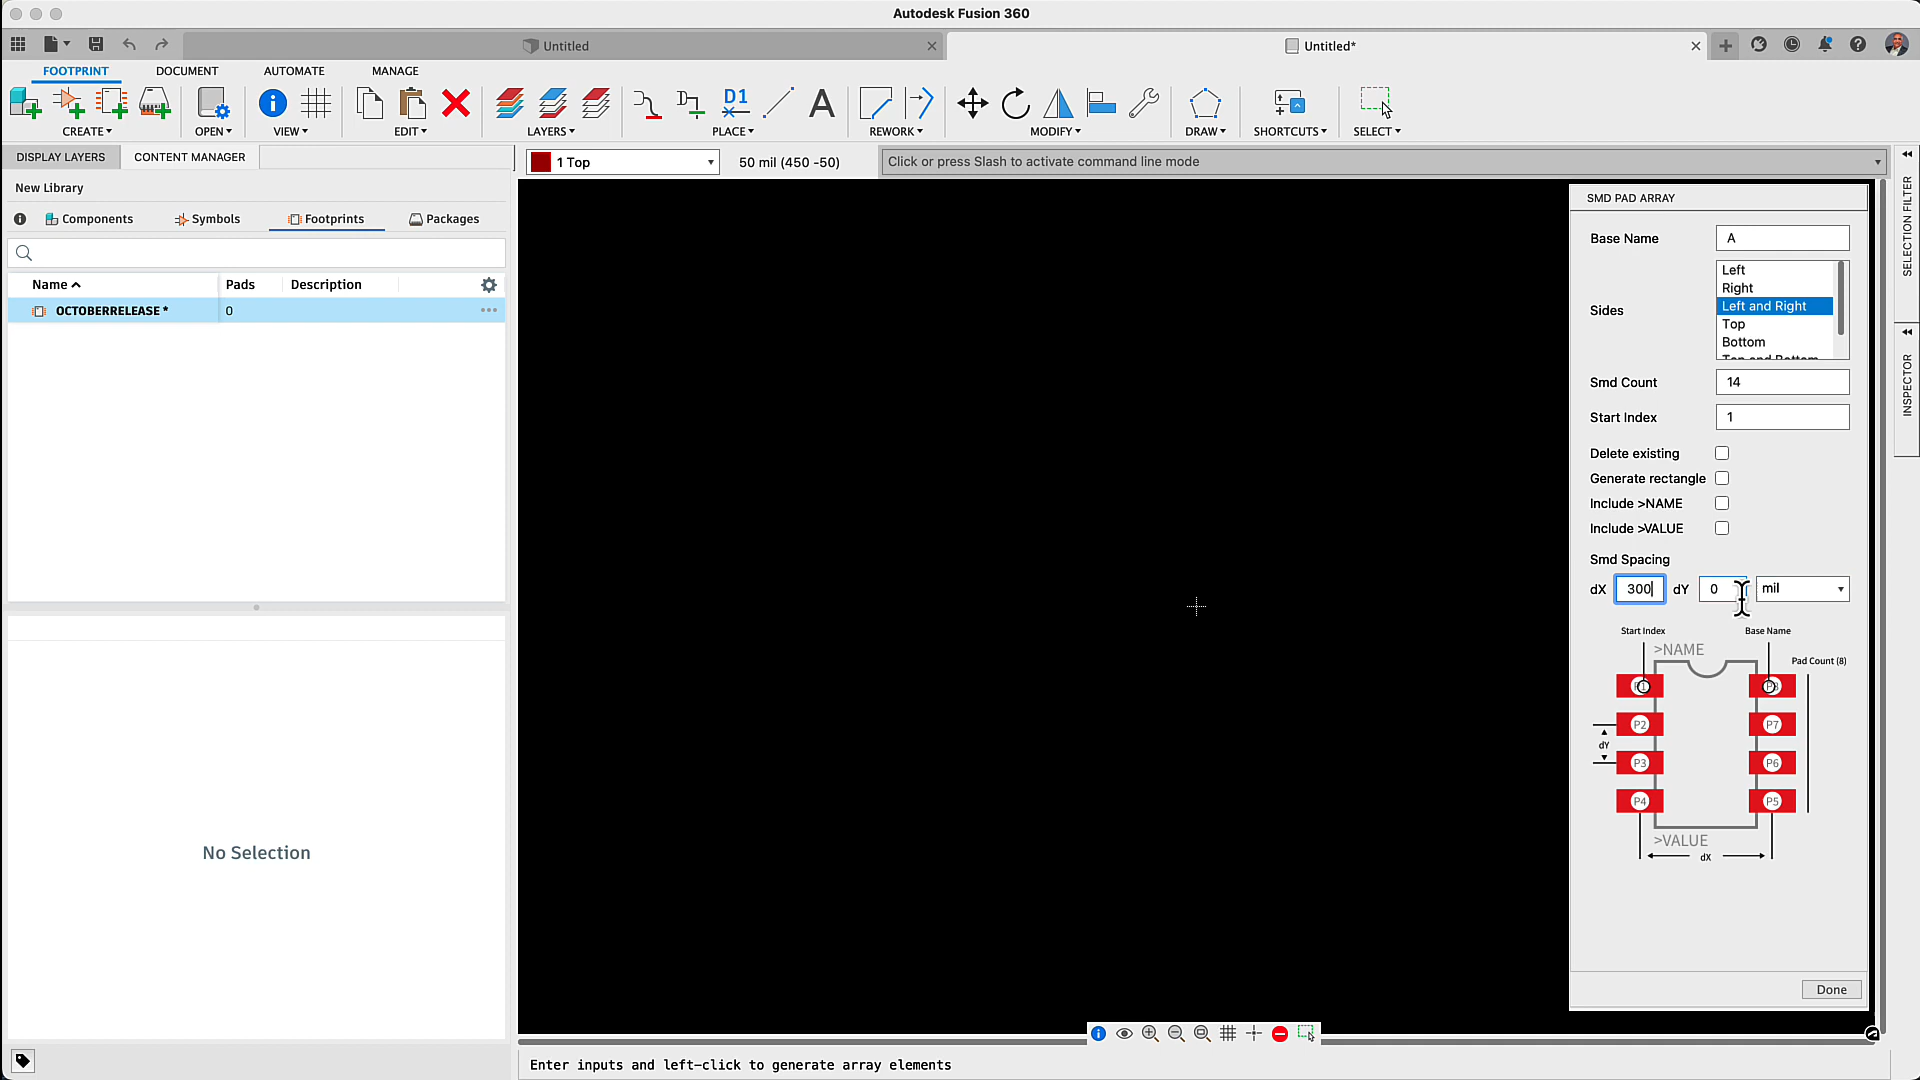 Autodesk Fusion 360
Untitled
Untitled*
FOOTPRINT
DOCUMENT
AUTOMATE
MANAGE
D1
CREATE
OPEN
VIEW
EDIT
LAYERS
PLACE
REWORK
MODIFY
DRAW
SHORTCUTS
SELECT
DISPLAY LAYERS
CONTENT MANAGER
1 Top
50 mil (450 -50)
Click or press Slash to activate command line mode
New Library
Components
Symbols
Footprints
Packages
Name
Pads
Description
OCTOBERRELEASE *
0
No Selection
SMD PAD ARRAY
Base Name
A
Sides
Left
Right
Left and Right
Top
Bottom
Top and Bottom
Smd Count
14
Start Index
1
Delete existing
Generate rectangle
Include >NAME
Include >VALUE
Smd Spacing
dX
300
dY
0
mil
Start Index
Base Name
>NAME
Pad Count (8)
P2
P7
dY
P3
P6
P4
P5
>VALUE
dX
Done
SELECTION FILTER
INSPECTOR
Enter inputs and left-click to generate array elements